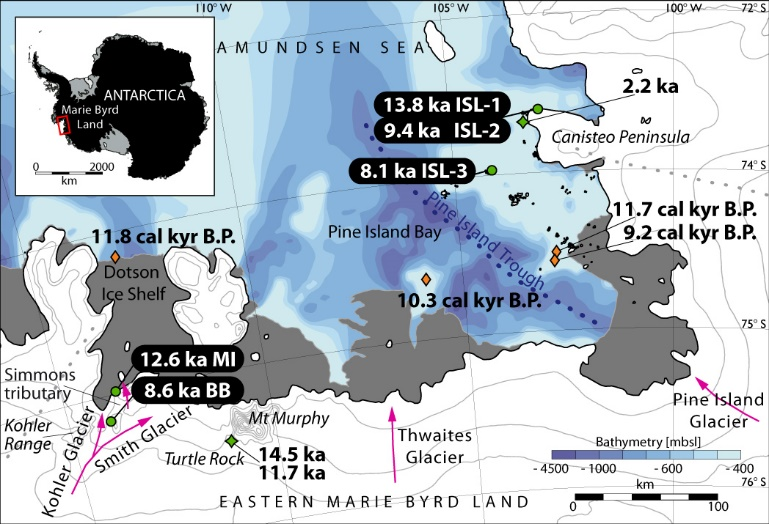 110° W
105° W
100° W
AMUNDSEN SEA
ANTARCTICA
Marie Byrd
Land
0 2000
km
2.2 ka
13.8 ka ISL-1
9.4 ka ISL-2
Canisteo Peninsula
8.1 ka ISL-3
74° S
11.7 cal kyr B.P.
9.2 cal kyr B.P.
Pine Island Trough
Pine Island Bay
11.8 cal kyr B.P.
Dotson
Ice Shelf
10.3 cal kyr B.P.
75° S
12.6 ka MI
8.6 ka BB
Simmons
tributary
Kohler
Range
Kohler Glacier
Smith Glacier
Mt Murphy
Turtle Rock
14.5 ka
11.7 ka
Thwaites
Glacier
Pine Island
Glacier
Bathymetry [mbsl]
- 4500 - 1000 - 600 - 400
76° S
km
0 100
EASTERN MARIE BYRD LAND